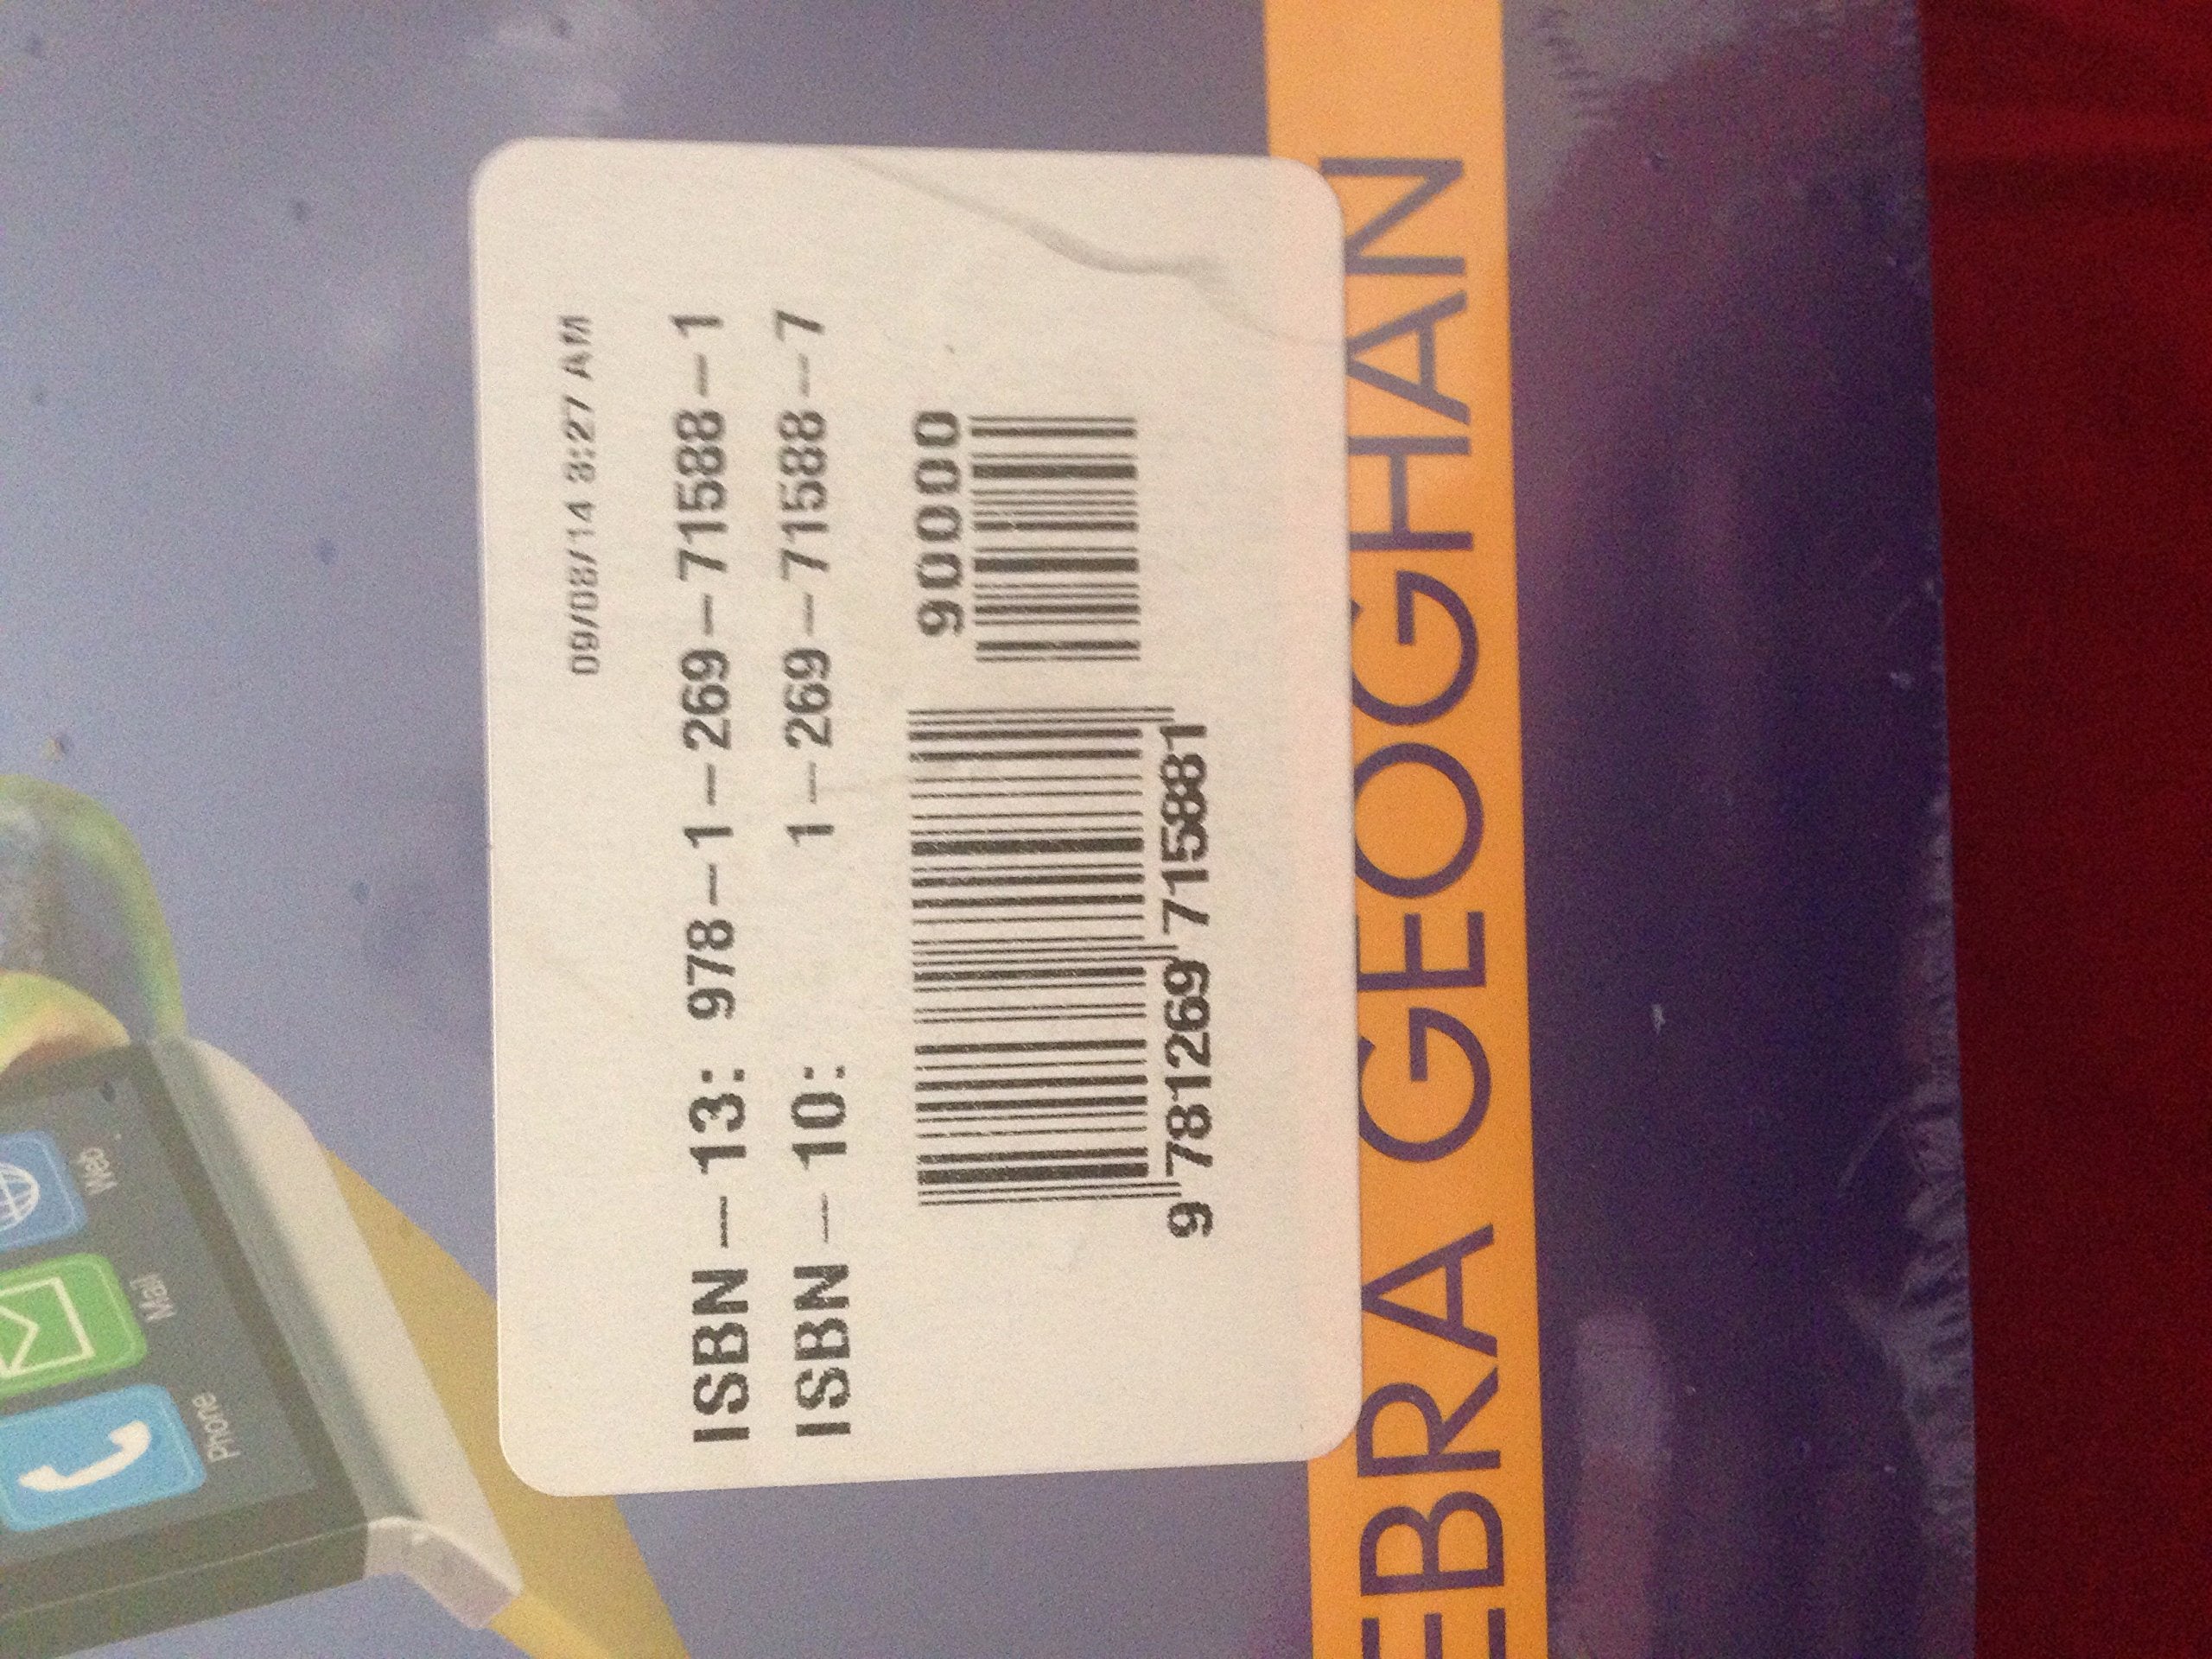 09/08/14 3:27 AM
ISBN-13: 978-1-269-71588-1
ISBN-10: 1-269-71588-7
90000
9 781269 715881
EBRA GEOGHAN
Phone
Mail
Web